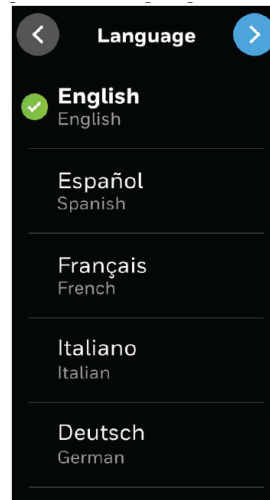 Language
English
English
Español
Spanish
Français
French
Italiano
Italian
Deutsch
German